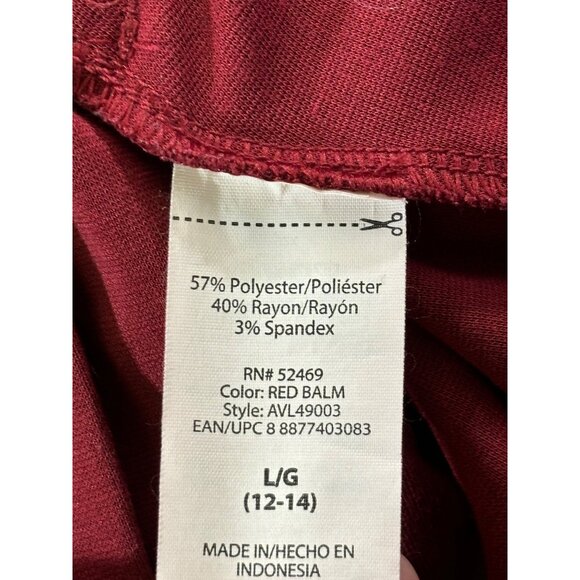 57% Polyester/Poliéster
40% Rayon/Rayón
3% Spandex
RN# 52469
Color: RED BALM
Style: AVL49003
EAN/UPC 8 8877403083
L/G
(12-14)
MADE IN/HECHO EN
INDONESIA